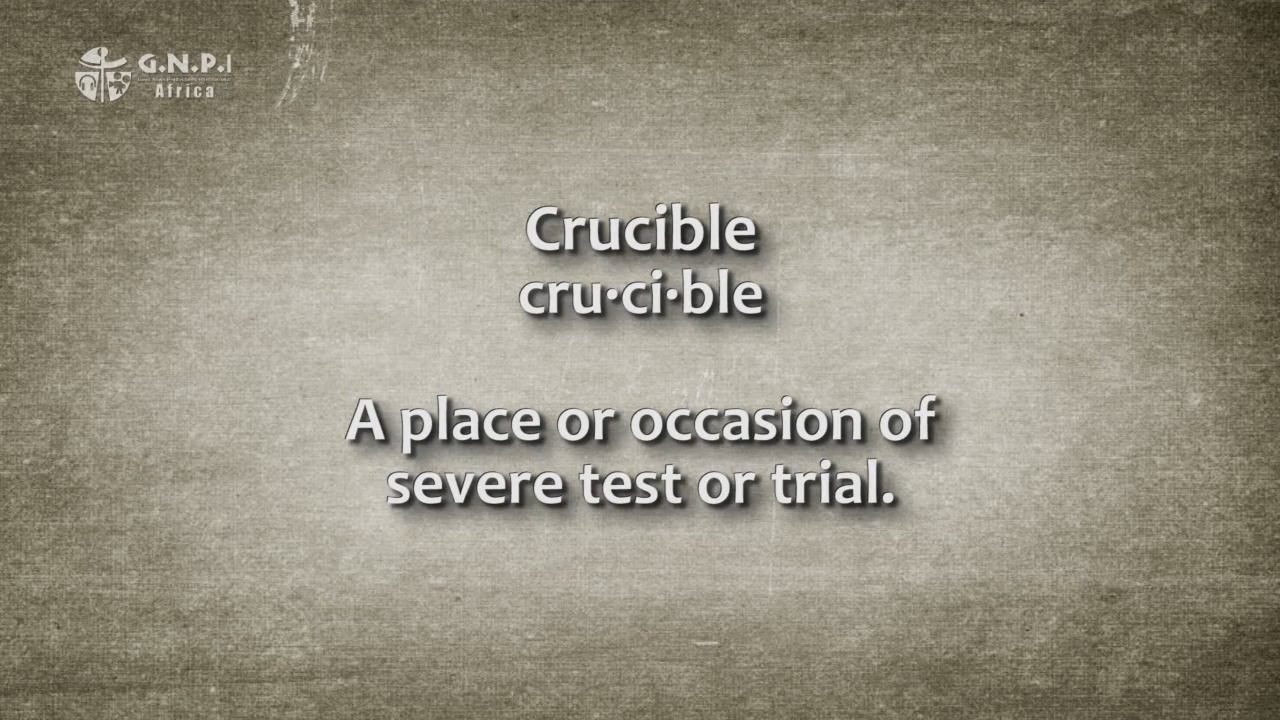 G.N.P.I
Africa
Crucible
cru·ci·ble
A place or occasion of
severe test or trial.